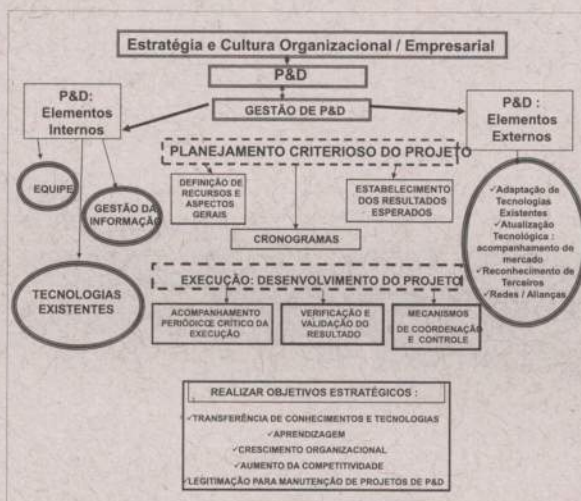 Estratégia e Cultura Organizacional / Empresarial
P&D
GESTÃO DE P&D
P&D:
Elementos
Internos
P&D :
Elementos
Externos
PLANEJAMENTO CRITERIOSO DO PROJETO
EQUIPE
GESTÃO DA
INFORMAÇÃO
DEFINIÇÃO DE
RECURSOS E
ASPECTOS
GERAIS
ESTABELECIMENTO
DOS RESULTADOS
ESPERADOS
CRONOGRAMAS
✓Adaptação de
Tecnologias
Existentes
✓Atualização
Tecnológica :
acompanhamento de
mercado
✓Reconhecimento de
Terceiros
✓Redes / Alianças
TECNOLOGIAS
EXISTENTES
EXECUÇÃO: DESENVOLVIMENTO DO PROJETO
ACOMPANHAMENTO
PERIÓDICO E CRÍTICO DA
EXECUÇÃO
VERIFICAÇÃO E
VALIDAÇÃO DO
RESULTADO
MECANISMOS
DE COORDENAÇÃO
E CONTROLE
REALIZAR OBJETIVOS ESTRATÉGICOS :
✓TRANSFERÊNCIA DE CONHECIMENTOS E TECNOLOGIAS
✓APRENDIZAGEM
✓CRESCIMENTO ORGANIZACIONAL
✓AUMENTO DA COMPETITIVIDADE
✓LEGITIMAÇÃO PARA MANUTENÇÃO DE PROJETOS DE P&D